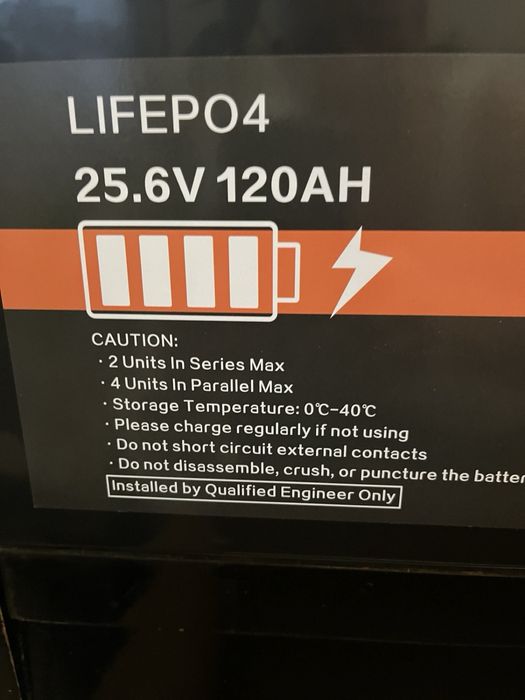 LIFEPO4
25.6V 120AH
CAUTION:
· 2 Units In Series Max
· 4 Units In Parallel Max
· Storage Temperature: 0℃-40℃
· Please charge regularly if not using
· Do not short circuit external contacts
· Do not disassemble, crush, or puncture the batter
Installed by Qualified Engineer Only